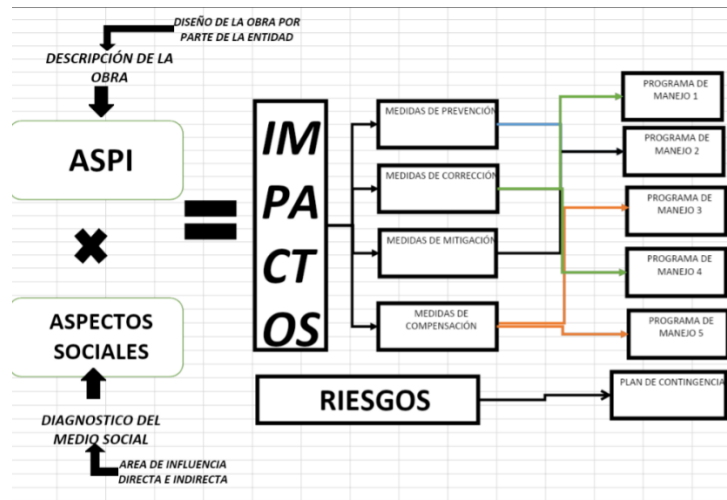 DISEÑO DE LA OBRA POR
PARTE DE LA ENTIDAD
DESCRIPCIÓN DE LA
OBRA
ASPI
ASPECTOS
SOCIALES
DIAGNOSTICO DEL
MEDIO SOCIAL
AREA DE INFLUENCIA
DIRECTA E INDIRECTA
IM
PA
CT
OS
MEDIDAS DE PREVENCIÓN
MEDIDAS DE CORRECCIÓN
MEDIDAS DE MITIGACIÓN
MEDIDAS DE
COMPENSACIÓN
PROGRAMA DE
MANEJO 1
PROGRAMA DE
MANEJO 2
PROGRAMA DE
MANEJO 3
PROGRAMA DE
MANEJO 4
PROGRAMA DE
MANEJO 5
RIESGOS
PLAN DE CONTINGENCIA